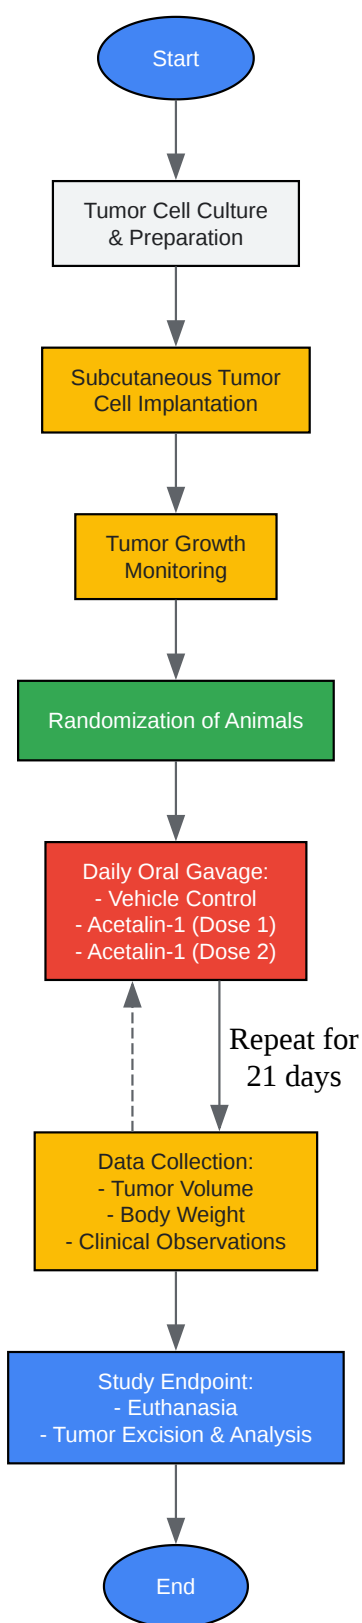 Start
Tumor Cell Culture
& Preparation
Subcutaneous Tumor
Cell Implantation
Tumor Growth
Monitoring
Randomization of Animals
Daily Oral Gavage:
- Vehicle Control
- Acetalin-1 (Dose 1)
- Acetalin-1 (Dose 2)
Repeat for
21 days
Data Collection:
- Tumor Volume
- Body Weight
- Clinical Observations
Study Endpoint:
- Euthanasia
- Tumor Excision & Analysis
End